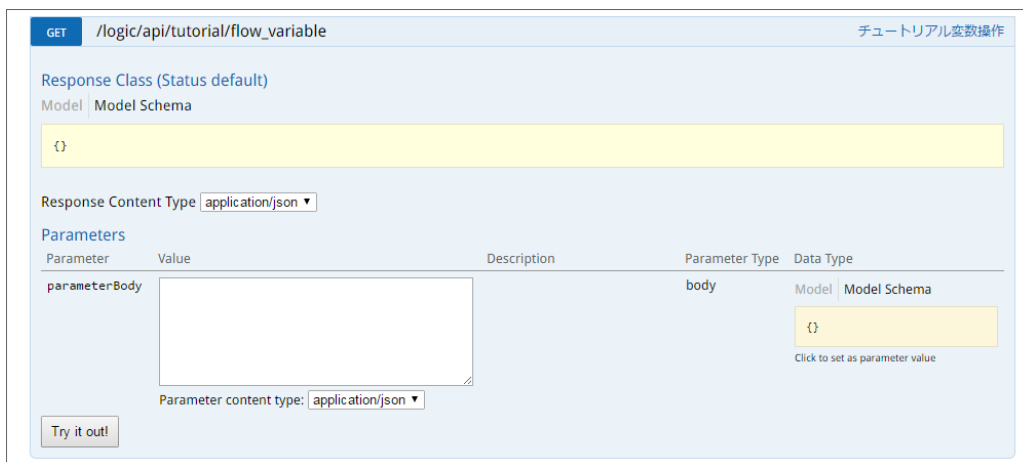 GET /logic/api/tutorial/flow_variable チュートリアル変数操作
Response Class (Status default)
Model Model Schema
{}
Response Content Type application/json
Parameters
Parameter Value Description Parameter Type Data Type
parameterBody body Model Model Schema
{}
Click to set as parameter value
Parameter content type: application/json
Try it out!